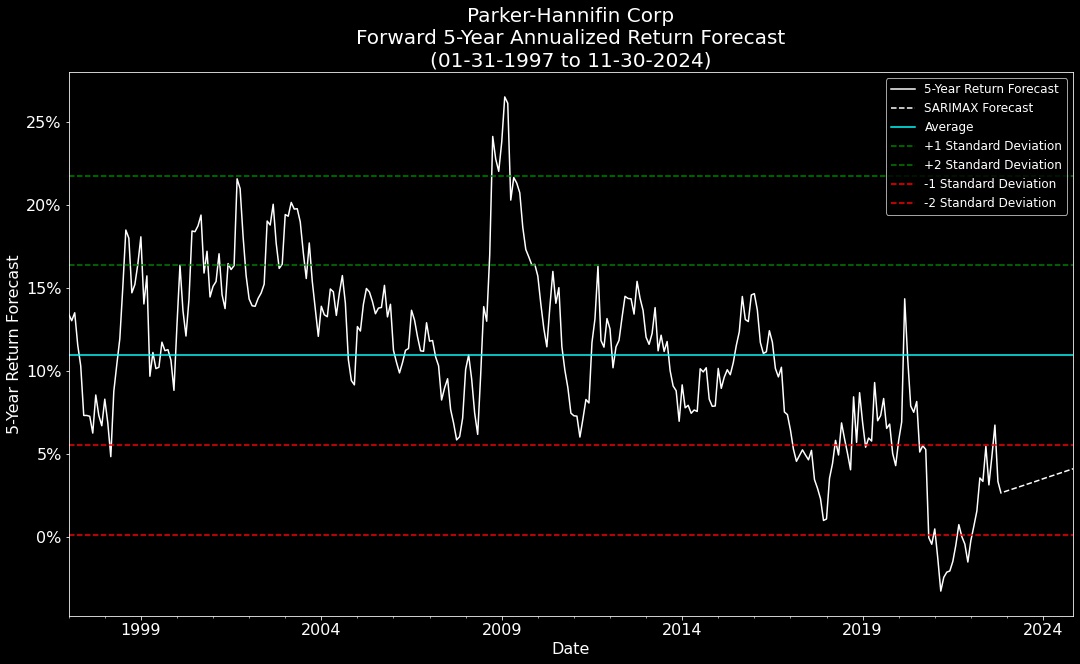 Parker-Hannifin Corp
Forward 5-Year Annualized Return Forecast
(01-31-1997 to 11-30-2024)
5-Year Return Forecast
SARIMAX Forecast
Average
+1 Standard Deviation
+2 Standard Deviation
-1 Standard Deviation
-2 Standard Deviation
5-Year Return Forecast
25%
20%
15%
10%
5%
0%
1999
2004
2009
2014
2019
2024
Date